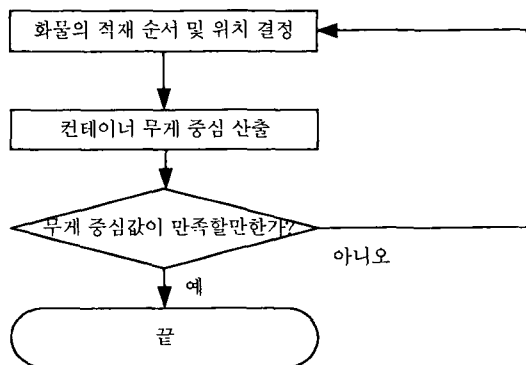 화물의 적재 순서 및 위치 결정
컨테이너 무게 중심 산출
무게 중심값이 만족할만한가?
아니오
예
끝